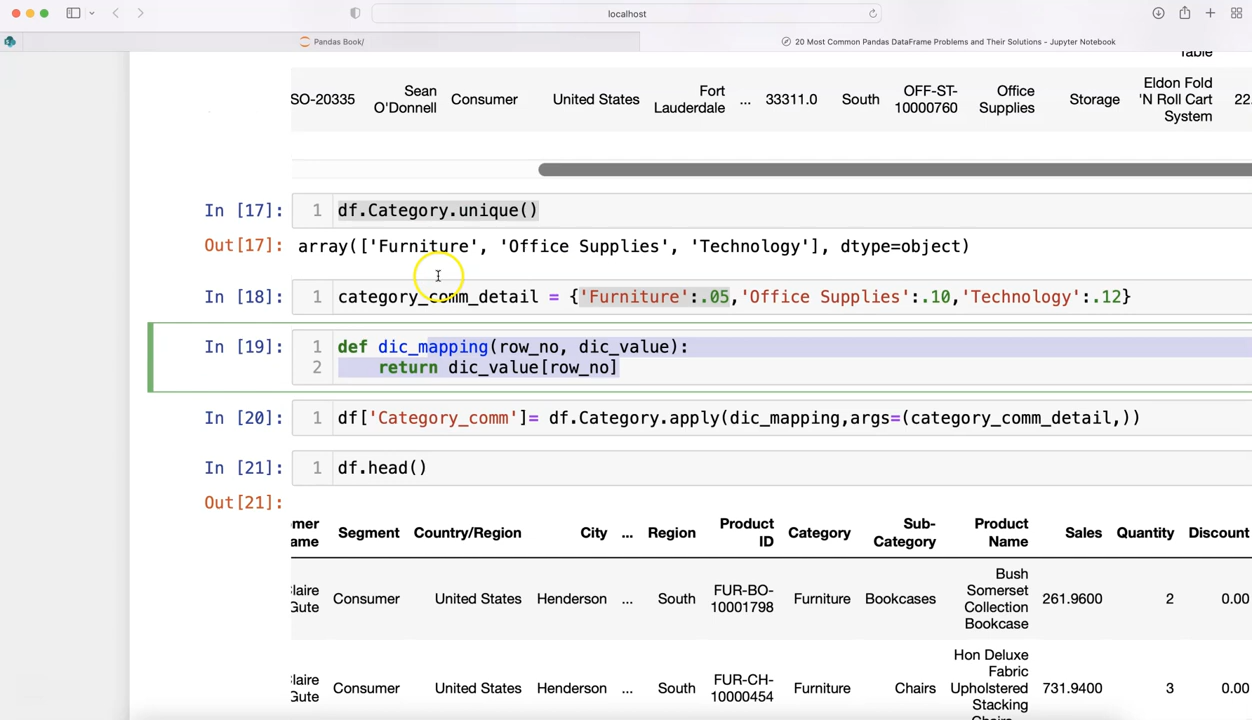 localhost
Pandas Book/
20 Most Common Pandas DataFrame Problems and Their Solutions - Jupyter Notebook
Table
SO-20335 Sean O'Donnell Consumer United States Fort Lauderdale ... 33311.0 South OFF-ST-10000760 Office Supplies Storage Eldon Fold 'N Roll Cart System 22.
In [17]: 1 df.Category.unique()
Out[17]: array(['Furniture', 'Office Supplies', 'Technology'], dtype=object)
In [18]: 1 category_comm_detail = {'Furniture':.05,'Office Supplies':.10,'Technology':.12}
In [19]: 1 def dic_mapping(row_no, dic_value):
2 return dic_value[row_no]
In [20]: 1 df['Category_comm']= df.Category.apply(dic_mapping,args=(category_comm_detail,))
In [21]: 1 df.head()
Out[21]:
omer ame Segment Country/Region City ... Region Product ID Category Sub-Category Product Name Sales Quantity Discount
laire Gute Consumer United States Henderson ... South FUR-BO-10001798 Furniture Bookcases Bush Somerset Collection Bookcase 261.9600 2 0.00
laire Gute Consumer United States Henderson ... South FUR-CH-10000454 Furniture Chairs Hon Deluxe Fabric Upholstered Stacking 731.9400 3 0.00